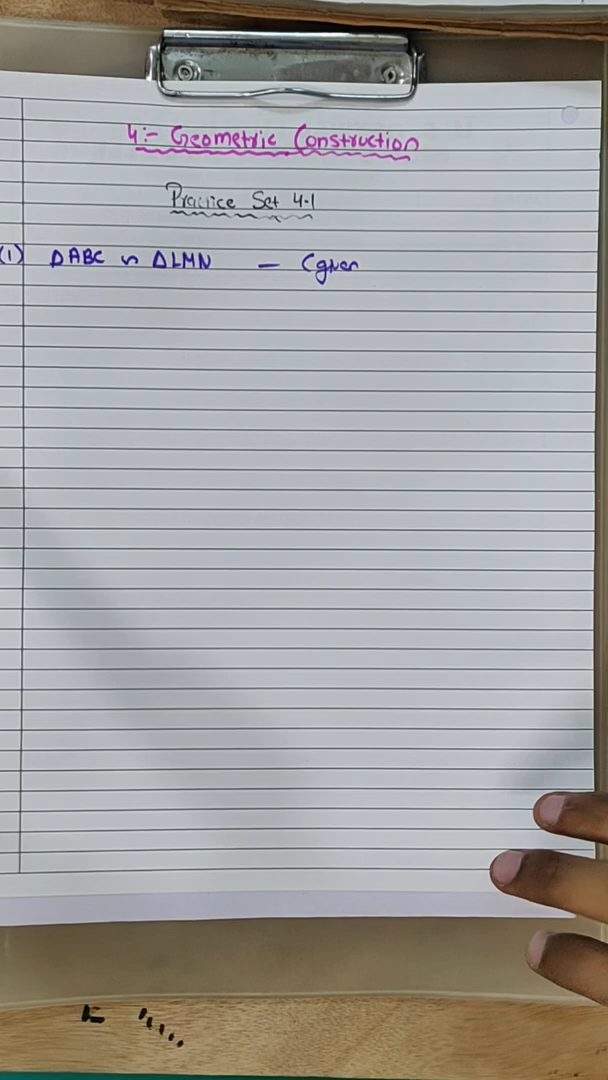 4:- Geometric Construction
Practice Set 4.1
(1) ΔABC ~ ΔLMN — (given